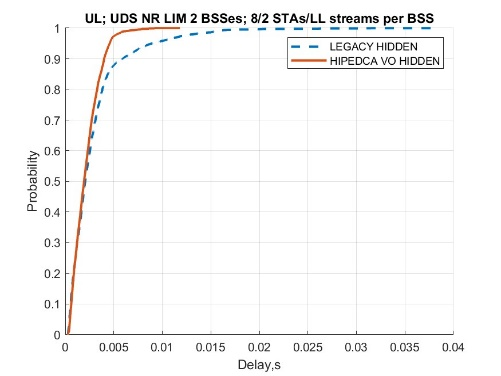 UL; UDS NR LIM 2 BSSes; 8/2 STAs/LL streams per BSS
LEGACY HIDDEN
HIPEDCA VO HIDDEN
Probability
1
0.9
0.8
0.7
0.6
0.5
0.4
0.3
0.2
0.1
0
0 0.005 0.01 0.015 0.02 0.025 0.03 0.035 0.04
Delay,s